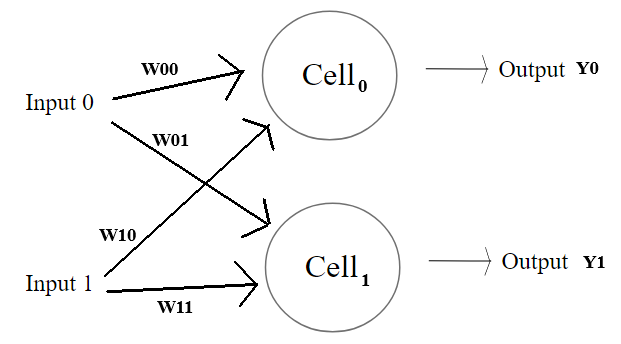 W00
Cell0
Output Y0
Input 0
W01
W10
Input 1
W11
Cell1
Output Y1